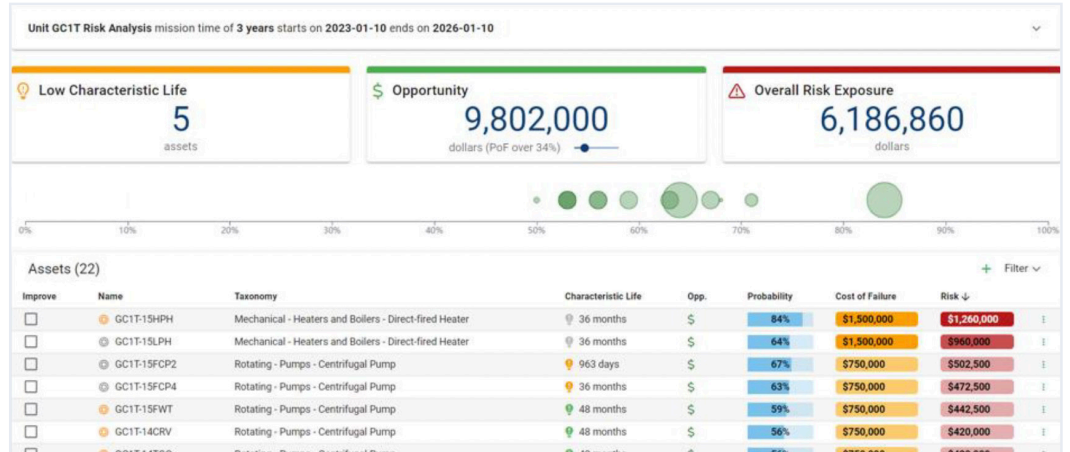 Unit GC1T Risk Analysis mission time of 3 years starts on 2023-01-10 ends on 2026-01-10
Low Characteristic Life
5
assets
$ Opportunity
9,802,000
dollars (PoF over 34%)
Overall Risk Exposure
6,186,860
dollars
0% 10% 20% 30% 40% 50% 60% 70% 80% 90% 100%
Assets (22) + Filter
Improve Name Taxonomy Characteristic Life Opp. Probability Cost of Failure Risk ↓
GC1T-15HPH Mechanical - Heaters and Boilers - Direct-fired Heater 36 months $ 84% $1,500,000 $1,260,000
GC1T-15LPH Mechanical - Heaters and Boilers - Direct-fired Heater 36 months $ 64% $1,500,000 $960,000
GC1T-15FCP2 Rotating - Pumps - Centrifugal Pump 963 days $ 67% $750,000 $502,500
GC1T-15FCP4 Rotating - Pumps - Centrifugal Pump 36 months $ 63% $750,000 $472,500
GC1T-15FWT Rotating - Pumps - Centrifugal Pump 48 months $ 59% $750,000 $442,500
GC1T-14CRV Rotating - Pumps - Centrifugal Pump 48 months $ 56% $750,000 $420,000